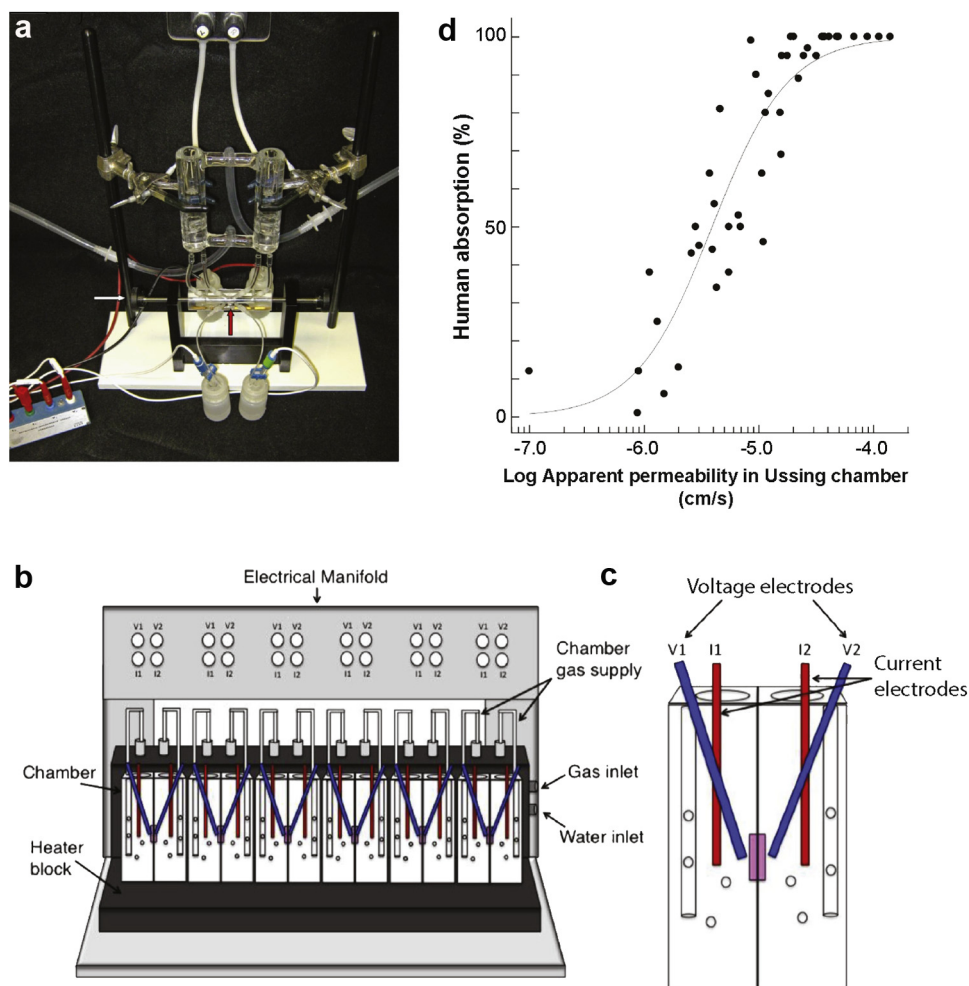 a
d
100
50
0
Human absorption (%)
-7.0 -6.0 -5.0 -4.0
Log Apparent permeability in Ussing chamber
(cm/s)
b
Electrical Manifold
V1 V2 V1 V2 V1 V2 V1 V2 V1 V2 V1 V2
I1 I2 I1 I2 I1 I2 I1 I2 I1 I2 I1 I2
Chamber
gas supply
Chamber
Gas inlet
Water inlet
Heater
block
c
Voltage electrodes
V1 I1 I2 V2
Current
electrodes